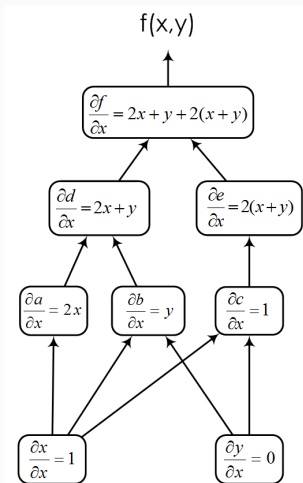 f(x,y)
∂f/∂x = 2x + y + 2(x + y)
∂d/∂x = 2x + y
∂e/∂x = 2(x + y)
∂a/∂x = 2x
∂b/∂x = y
∂c/∂x = 1
∂x/∂x = 1
∂y/∂x = 0